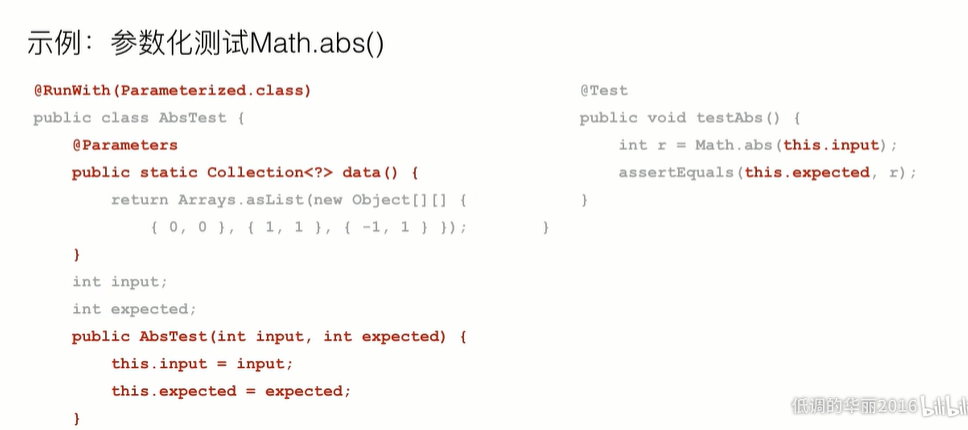 示例：参数化测试Math.abs()
@RunWith(Parameterized.class)
public class AbsTest {
@Parameters
public static Collection<?> data() {
return Arrays.asList(new Object[][] {
{ 0, 0 }, { 1, 1 }, { -1, 1 } });
}
int input;
int expected;
public AbsTest(int input, int expected) {
this.input = input;
this.expected = expected;
}
@Test
public void testAbs() {
int r = Math.abs(this.input);
assertEquals(this.expected, r);
}
}
低调的华丽2016 bilibili